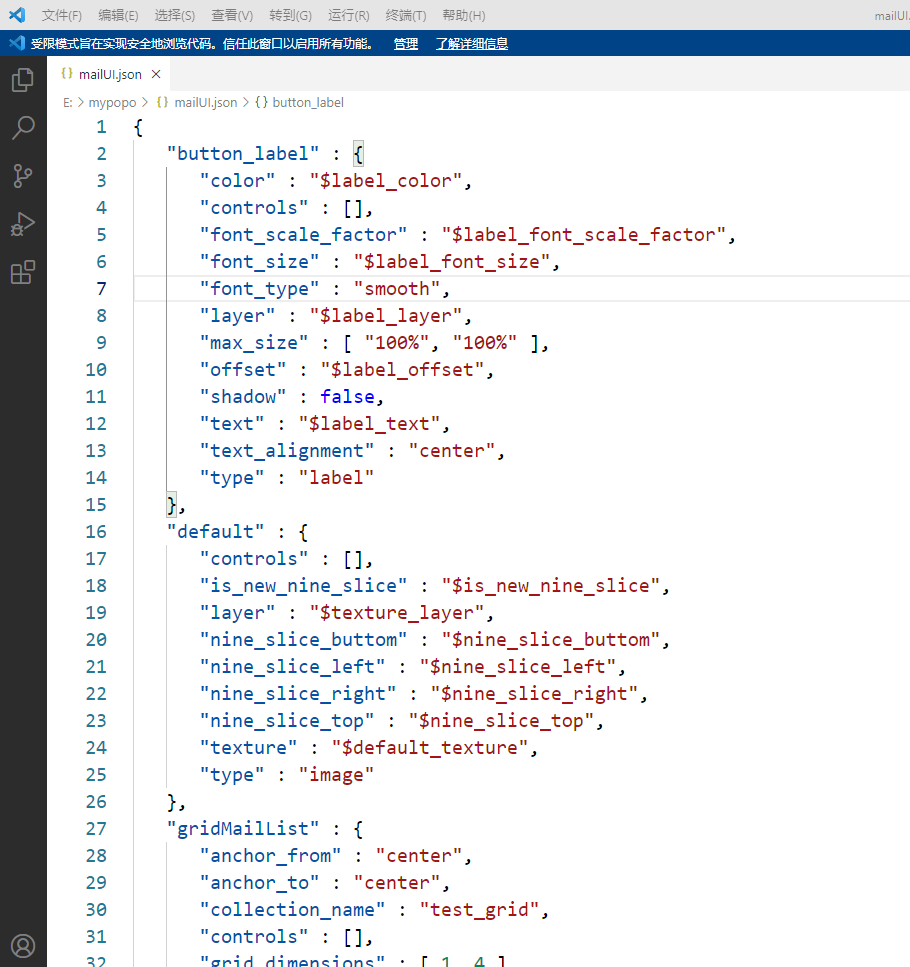 文件(F) 编辑(E) 选择(S) 查看(V) 转到(G) 运行(R) 终端(T) 帮助(H) mailUI.
受限模式旨在实现安全地浏览代码。信任此窗口以启用所有功能。 管理 了解详细信息
{} mailUI.json ×
E: > mypopo > {} mailUI.json > {} button_label
1 {
2 "button_label" : {
3 "color" : "$label_color",
4 "controls" : [],
5 "font_scale_factor" : "$label_font_scale_factor",
6 "font_size" : "$label_font_size",
7 "font_type" : "smooth",
8 "layer" : "$label_layer",
9 "max_size" : [ "100%", "100%" ],
10 "offset" : "$label_offset",
11 "shadow" : false,
12 "text" : "$label_text",
13 "text_alignment" : "center",
14 "type" : "label"
15 },
16 "default" : {
17 "controls" : [],
18 "is_new_nine_slice" : "$is_new_nine_slice",
19 "layer" : "$texture_layer",
20 "nine_slice_buttom" : "$nine_slice_buttom",
21 "nine_slice_left" : "$nine_slice_left",
22 "nine_slice_right" : "$nine_slice_right",
23 "nine_slice_top" : "$nine_slice_top",
24 "texture" : "$default_texture",
25 "type" : "image"
26 },
27 "gridMailList" : {
28 "anchor_from" : "center",
29 "anchor_to" : "center",
30 "collection_name" : "test_grid",
31 "controls" : [],
32 "grid_dimensions" : [ 1, 4 ]